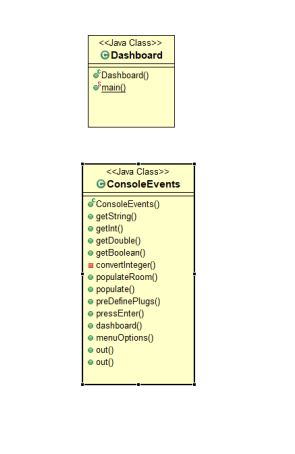 <<Java Class>>
Dashboard
Dashboard()
main()
<<Java Class>>
ConsoleEvents
ConsoleEvents()
getString()
getInt()
getDouble()
getBoolean()
convertInteger()
populateRoom()
populate()
preDefinePlugs()
pressEnter()
dashboard()
menuOptions()
out()
out()